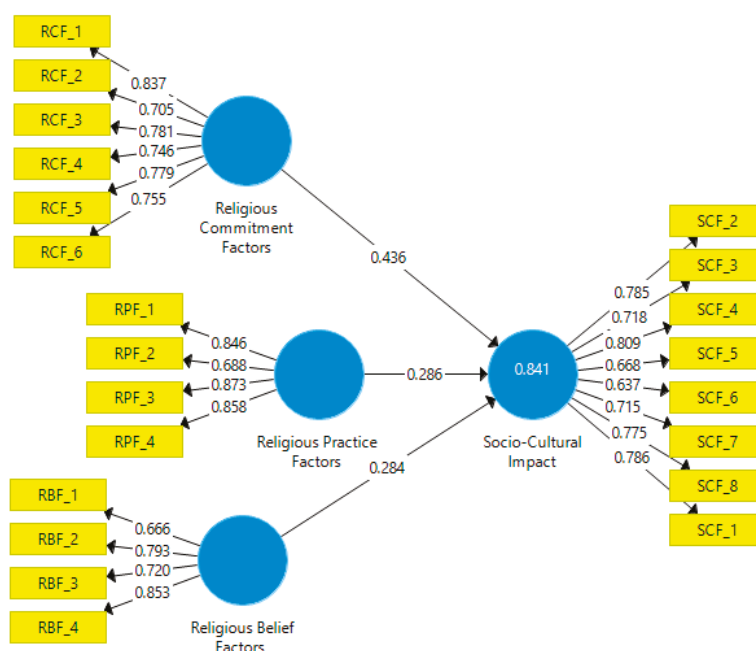 RCF_1
RCF_2
RCF_3
RCF_4
RCF_5
RCF_6
0.837
0.705
0.781
0.746
0.779
0.755
Religious
Commitment
Factors
0.436
RPF_1
RPF_2
RPF_3
RPF_4
0.846
0.688
0.873
0.858
Religious Practice
Factors
0.286
RBF_1
RBF_2
RBF_3
RBF_4
0.666
0.793
0.720
0.853
Religious Belief
Factors
0.284
0.841
Socio-Cultural
Impact
0.785
0.718
0.809
0.668
0.637
0.715
0.775
0.786
SCF_2
SCF_3
SCF_4
SCF_5
SCF_6
SCF_7
SCF_8
SCF_1